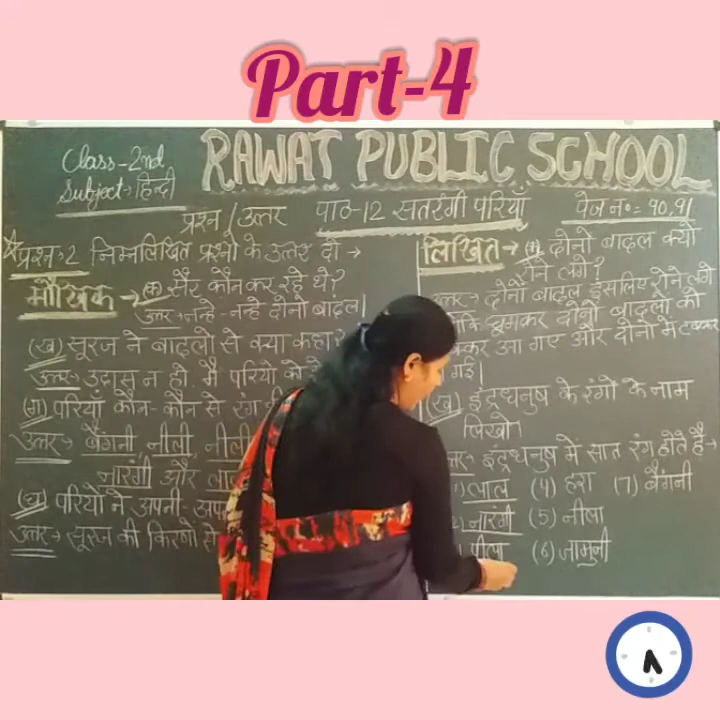 Part-4
Class-2nd
Subject→हिन्दी
RAWAT PUBLIC SCHOOL
प्रश्न/उत्तर पाठ-12 सतरंगी परियाँ पेज नं०= 90,91
प्रश्न→2 निम्नलिखित प्रश्नों के उत्तर दो →
मौखिक→ (क) सैर कौन कर रहे थे?
उत्तर→ नन्हे-नन्हे दोनों बादल।
(ख) सूरज ने बादलों से क्या कहा?
उत्तर→ उदास न हो. मैं परियों को
(ग) परियाँ कौन-कौन से रंग
उत्तर→ बैंगनी नीली नीली
नारंगी और
(घ) परियों ने अपनी-अप
उत्तर→ सूरज की किरणों से
लिखित→ (क) दोनों बादल क्यों
रोने लगे?
उत्तर→ दोनों बादल इसलिए रोने लगे
घूमकर दोनों बादलों को
कर आ गए और दोनों में टक्कर
गई।
(ख) इंद्रधनुष के रंगों के नाम
लिखो।
इंद्रधनुष में सात रंग होते है→
लाल (4) हरा (7) बैंगनी
नारंगी (5) नीला
पीला (6) जामुनी